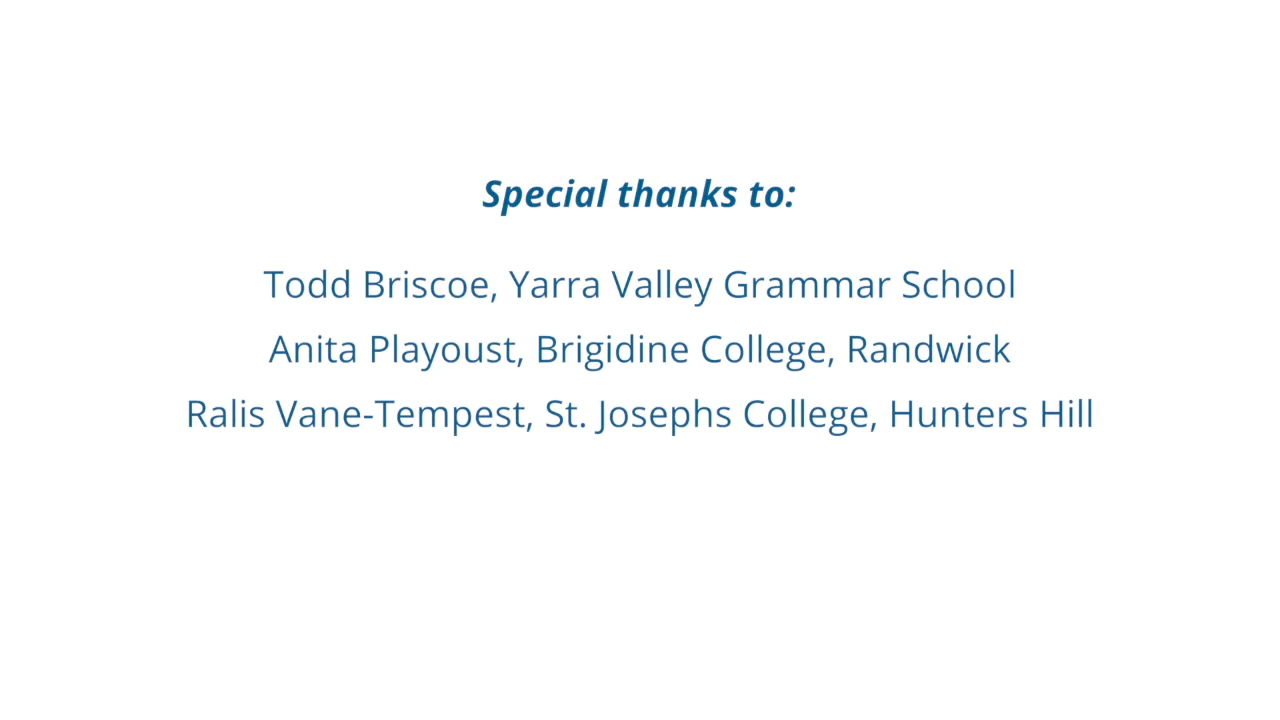 Special thanks to:
Todd Briscoe, Yarra Valley Grammar School
Anita Playoust, Brigidine College, Randwick
Ralis Vane-Tempest, St. Josephs College, Hunters Hill